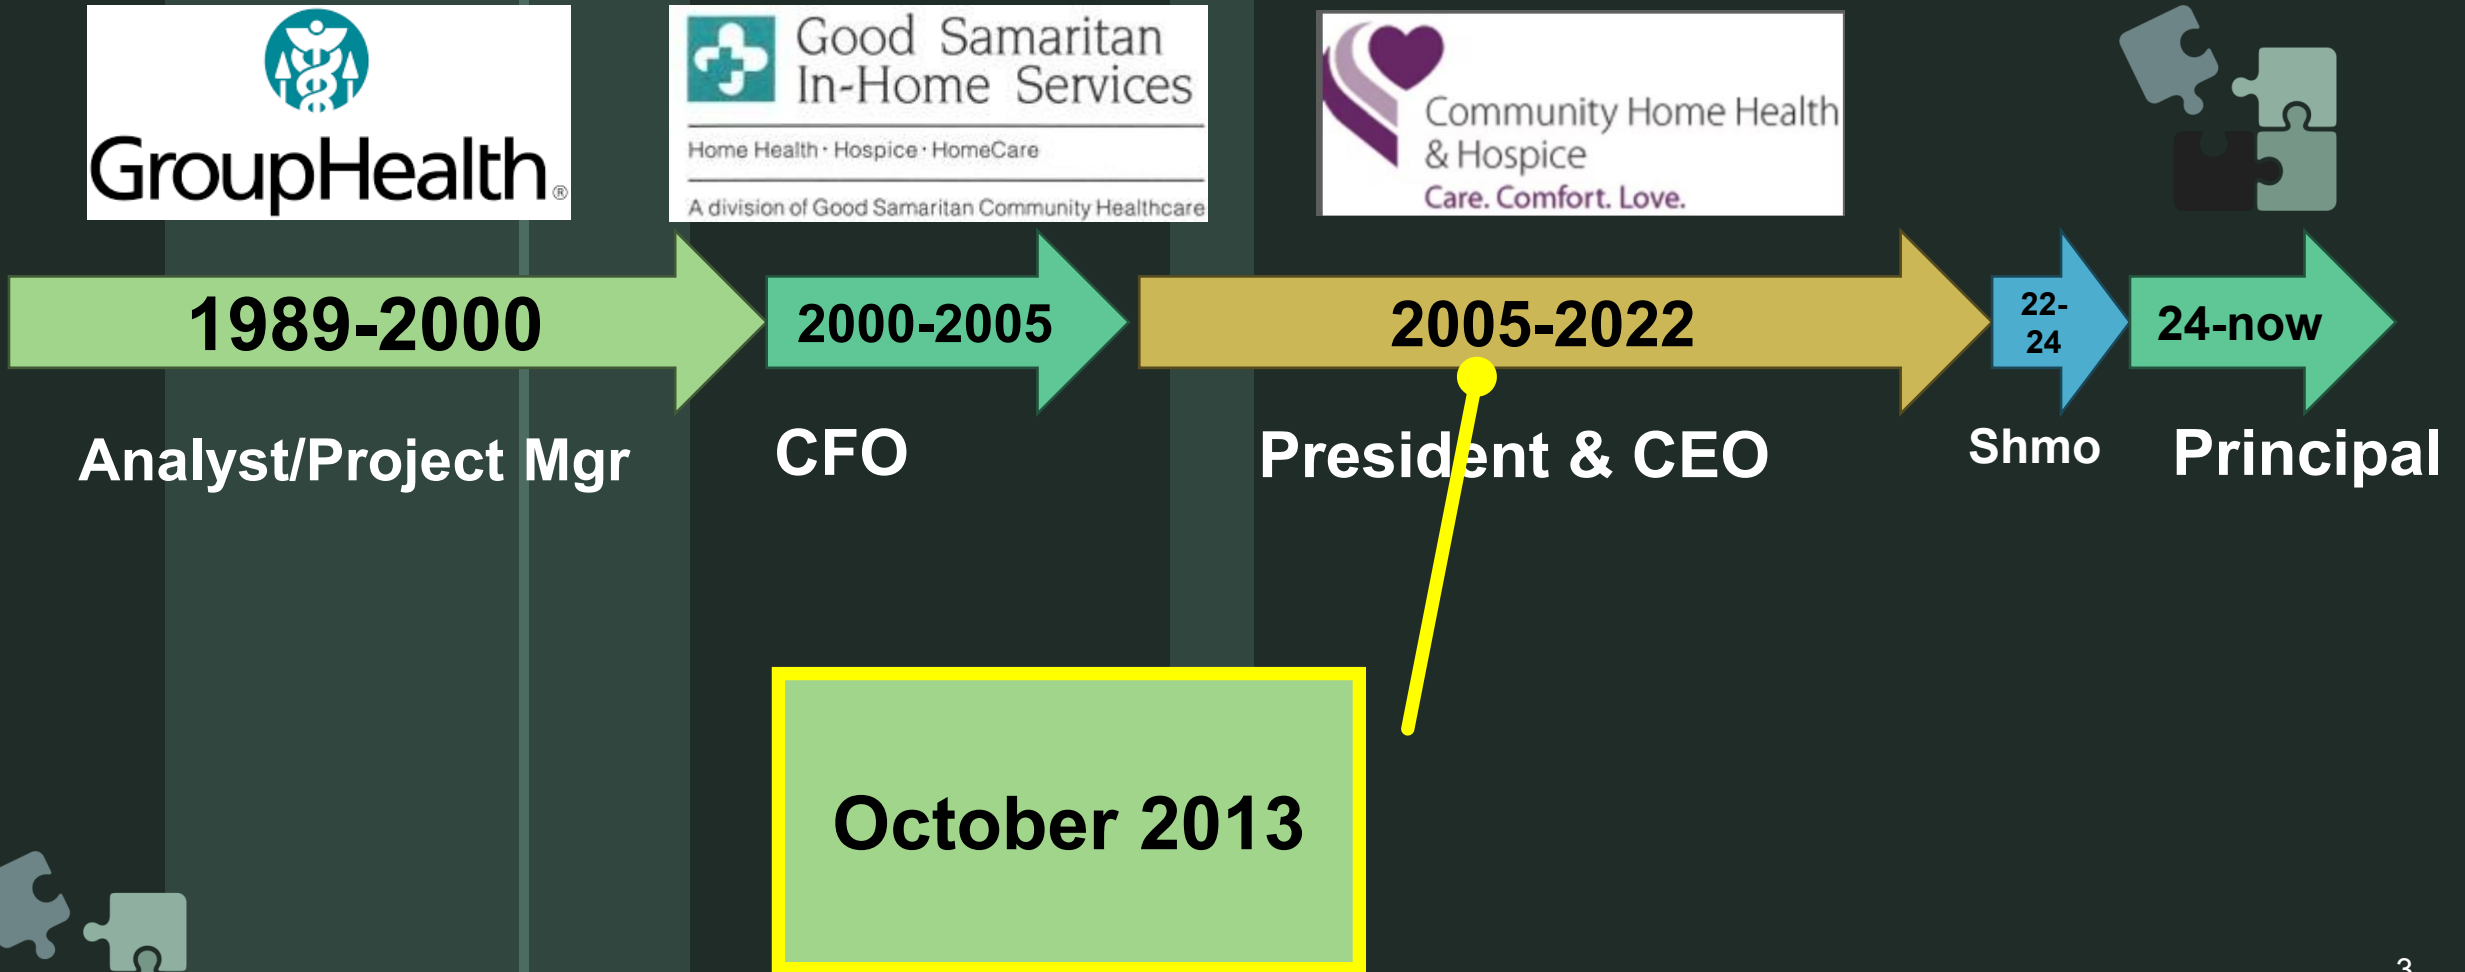 GroupHealth®
Good Samaritan
In-Home Services
Home Health · Hospice · HomeCare
A division of Good Samaritan Community Healthcare
Community Home Health
& Hospice
Care. Comfort. Love.
1989-2000
2000-2005
2005-2022
22-
24
24-now
Analyst/Project Mgr
CFO
President & CEO
Shmo
Principal
October 2013
3